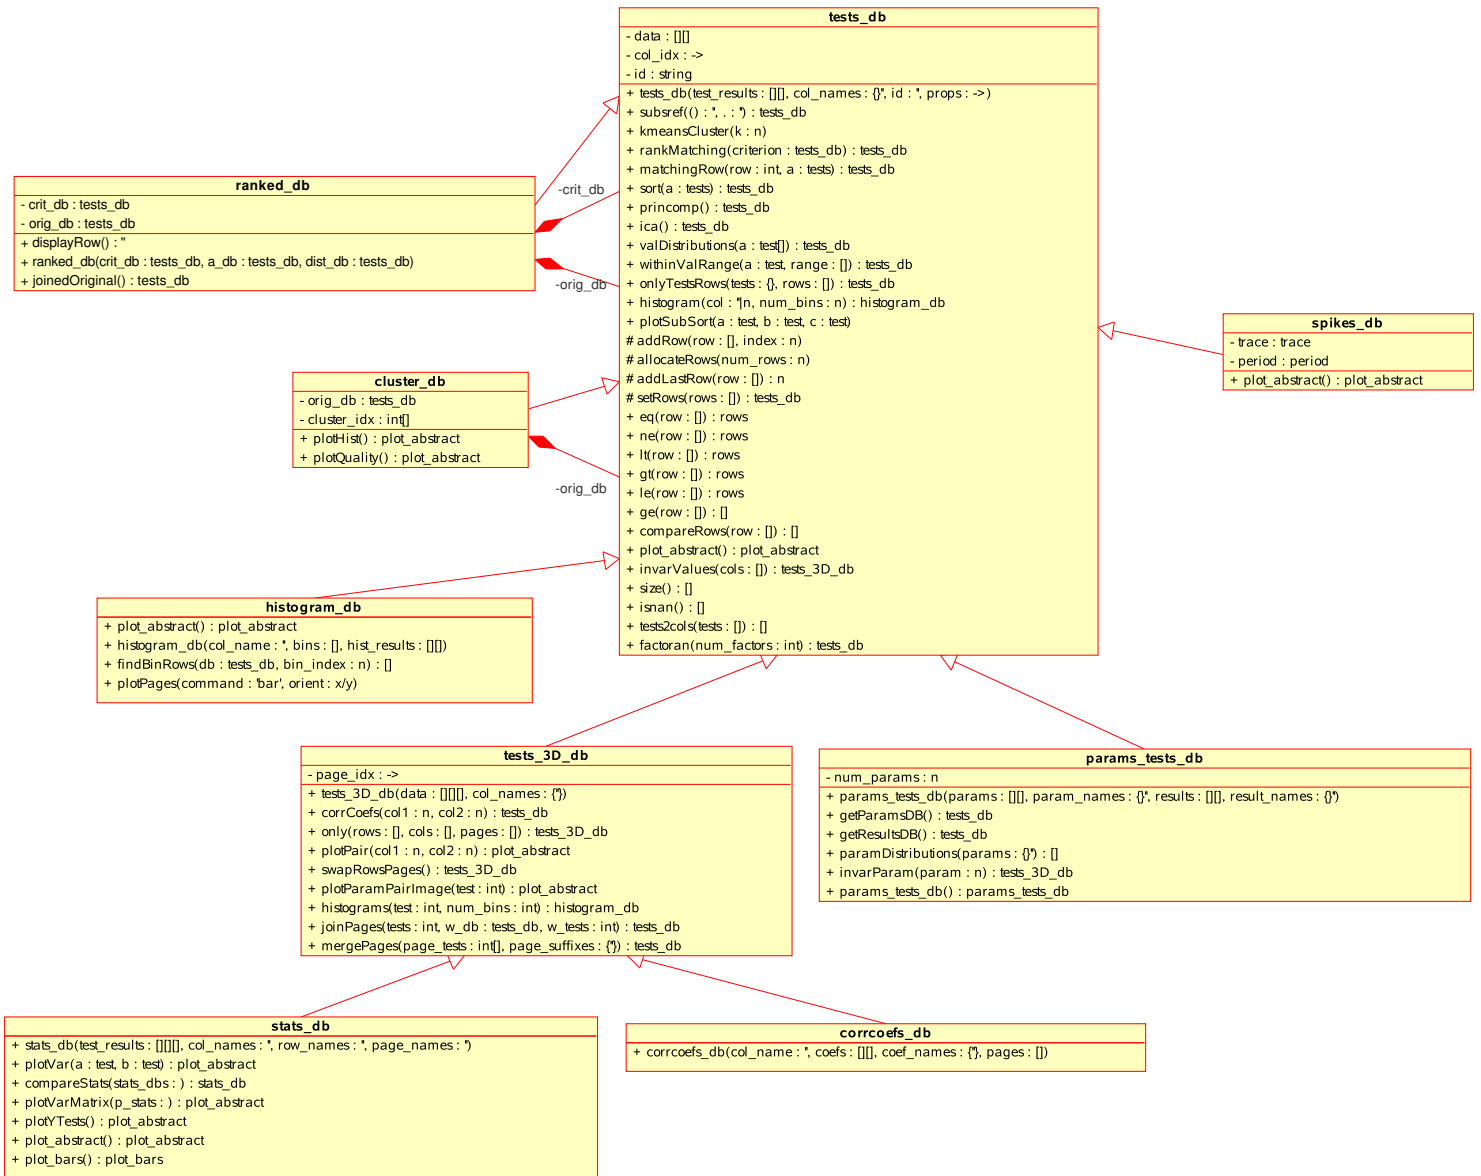 tests_db
- data : [][]
- col_idx : ->
- id : string
+ tests_db(test_results : [][], col_names : {}'', id : '', props : ->)
+ subsref(() : '', . : '') : tests_db
+ kmeansCluster(k : n)
+ rankMatching(criterion : tests_db) : tests_db
+ matchingRow(row : int, a : tests) : tests_db
+ sort(a : tests) : tests_db
+ princomp() : tests_db
+ ica() : tests_db
+ valDistributions(a : test[]) : tests_db
+ withinValRange(a : test, range : []) : tests_db
+ onlyTestsRows(tests : {}, rows : []) : tests_db
+ histogram(col : ''|n, num_bins : n) : histogram_db
+ plotSubSort(a : test, b : test, c : test)
# addRow(row : [], index : n)
# allocateRows(num_rows : n)
# addLastRow(row : []) : n
# setRows(rows : []) : tests_db
+ eq(row : []) : rows
+ ne(row : []) : rows
+ lt(row : []) : rows
+ gt(row : []) : rows
+ le(row : []) : rows
+ ge(row : []) : []
+ compareRows(row : []) : []
+ plot_abstract() : plot_abstract
+ invarValues(cols : []) : tests_3D_db
+ size() : []
+ isnan() : []
+ tests2cols(tests : []) : []
+ factoran(num_factors : int) : tests_db
ranked_db
- crit_db : tests_db
- orig_db : tests_db
+ displayRow() : ''
+ ranked_db(crit_db : tests_db, a_db : tests_db, dist_db : tests_db)
+ joinedOriginal() : tests_db
-crit_db
-orig_db
spikes_db
- trace : trace
- period : period
+ plot_abstract() : plot_abstract
cluster_db
- orig_db : tests_db
- cluster_idx : int[]
+ plotHist() : plot_abstract
+ plotQuality() : plot_abstract
-orig_db
histogram_db
+ plot_abstract() : plot_abstract
+ histogram_db(col_name : '', bins : [], hist_results : [][])
+ findBinRows(db : tests_db, bin_index : n) : []
+ plotPages(command : 'bar', orient : x/y)
tests_3D_db
- page_idx : ->
+ tests_3D_db(data : [][][], col_names : {''})
+ corrCoefs(col1 : n, col2 : n) : tests_db
+ only(rows : [], cols : [], pages : []) : tests_3D_db
+ plotPair(col1 : n, col2 : n) : plot_abstract
+ swapRowsPages() : tests_3D_db
+ plotParamPairImage(test : int) : plot_abstract
+ histograms(test : int, num_bins : int) : histogram_db
+ joinPages(tests : int, w_db : tests_db, w_tests : int) : tests_db
+ mergePages(page_tests : int[], page_suffixes : {''}) : tests_db
params_tests_db
- num_params : n
+ params_tests_db(params : [][], param_names : {}'', results : [][], result_names : {}'')
+ getParamsDB() : tests_db
+ getResultsDB() : tests_db
+ paramDistributions(params : {}'') : []
+ invarParam(param : n) : tests_3D_db
+ params_tests_db() : params_tests_db
stats_db
+ stats_db(test_results : [][][], col_names : '', row_names : '', page_names : '')
+ plotVar(a : test, b : test) : plot_abstract
+ compareStats(stats_dbs : ) : stats_db
+ plotVarMatrix(p_stats : ) : plot_abstract
+ plotYTests() : plot_abstract
+ plot_abstract() : plot_abstract
+ plot_bars() : plot_bars
corrcoefs_db
+ corrcoefs_db(col_name : '', coefs : [][], coef_names : {''}, pages : [])